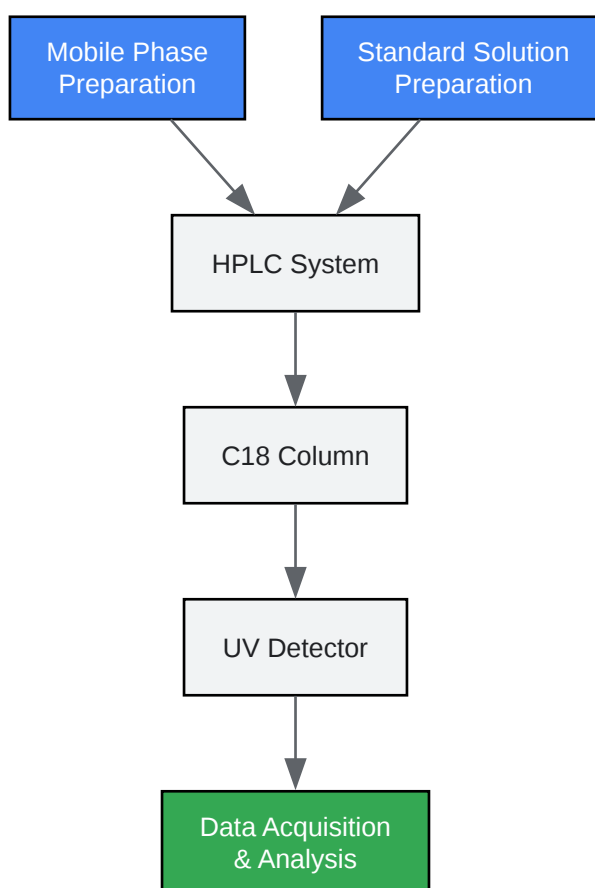 Mobile Phase
Preparation
Standard Solution
Preparation
HPLC System
C18 Column
UV Detector
Data Acquisition
& Analysis